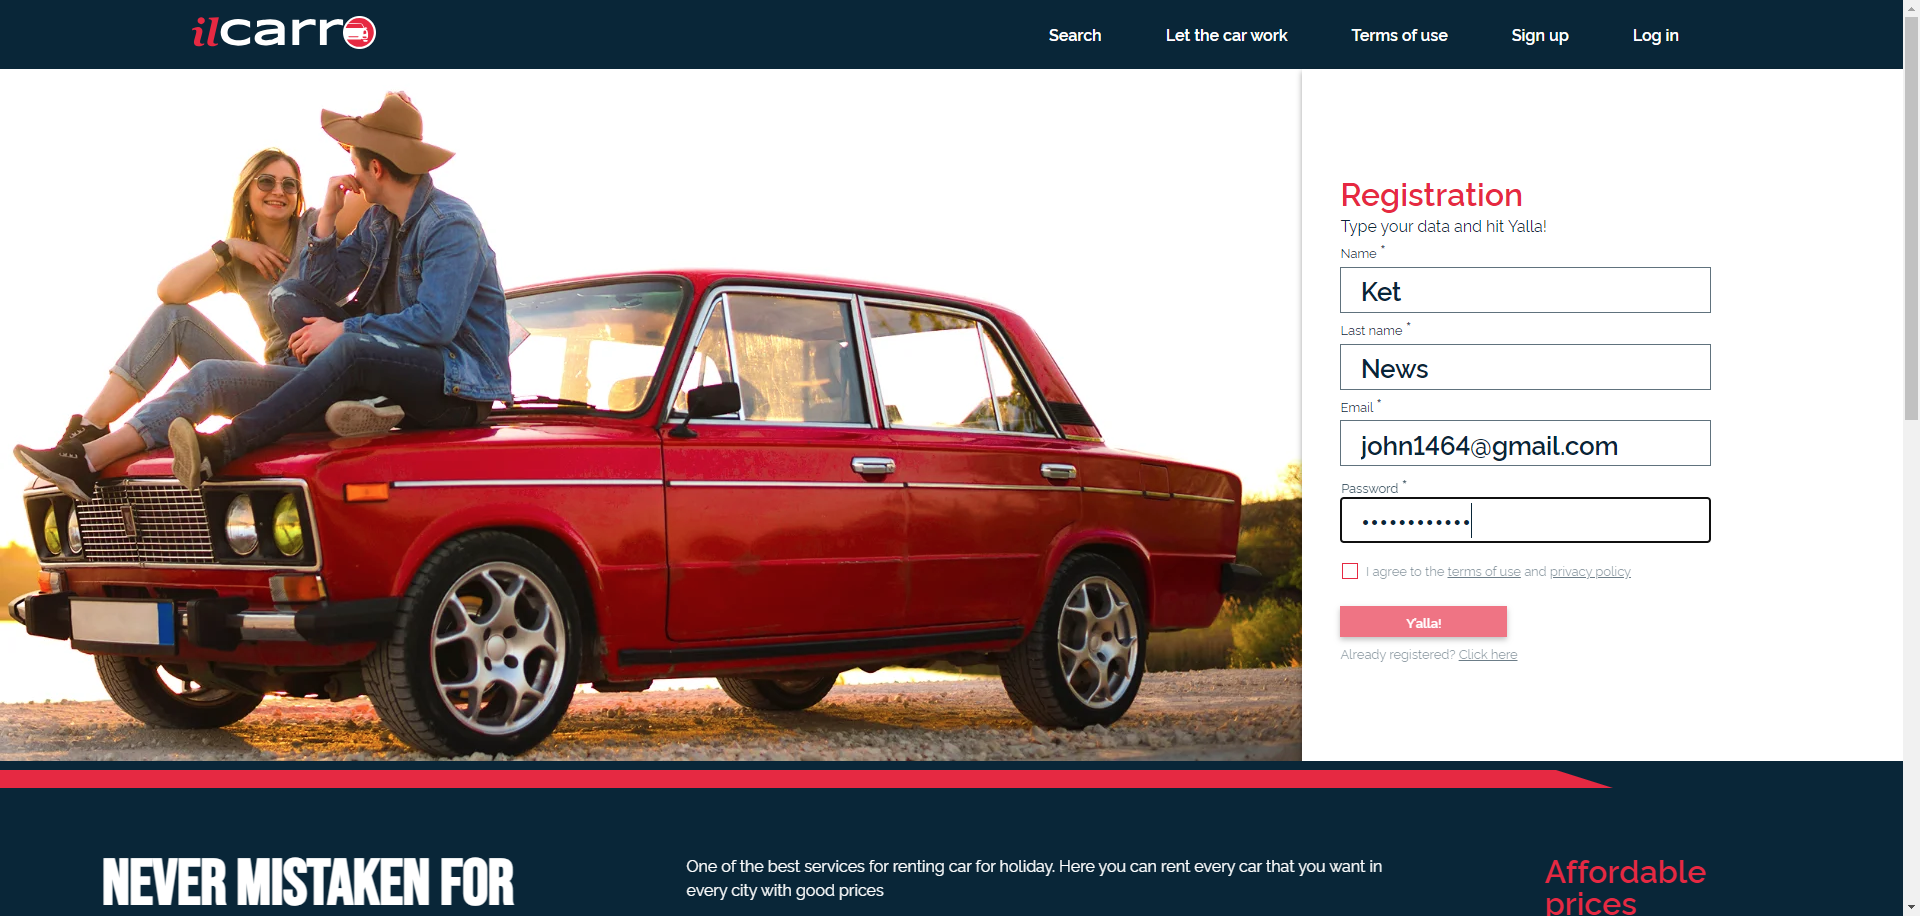 ilcarro
Search
Let the car work
Terms of use
Sign up
Log in
Registration
Type your data and hit Yalla!
Name *
Ket
Last name *
News
Email *
john1464@gmail.com
Password *
••••••••••••
I agree to the terms of use and privacy policy
Y'alla!
Already registered? Click here
NEVER MISTAKEN FOR
One of the best services for renting car for holiday. Here you can rent every car that you want in
every city with good prices
Affordable
prices